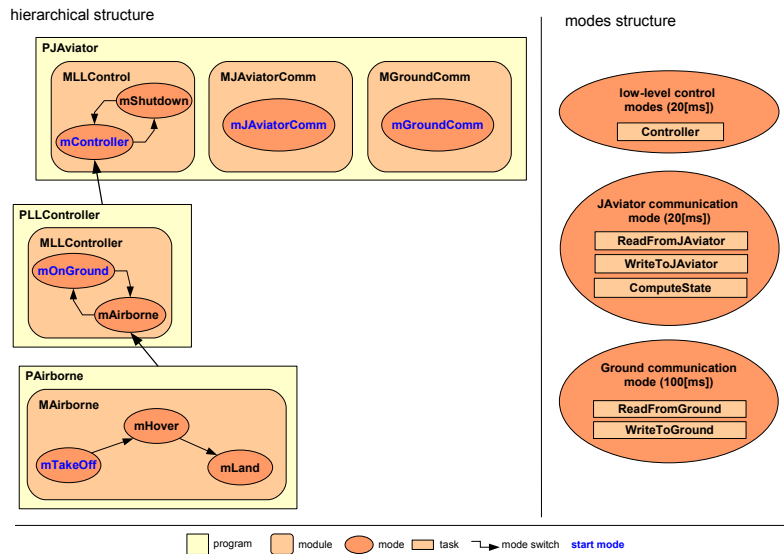 hierarchical structure
PJAviator
MLLControl
mShutdown
mController
MJAviatorComm
mJAviatorComm
MGroundComm
mGroundComm
PLLController
MLLController
mOnGround
mAirborne
PAirborne
MAirborne
mHover
mTakeOff
mLand
modes structure
low-level control
modes (20[ms])
Controller
JAviator communication
mode (20[ms])
ReadFromJAviator
WriteToJAviator
ComputeState
Ground communication
mode (100[ms])
ReadFromGround
WriteToGround
program
module
mode
task
mode switch
start mode